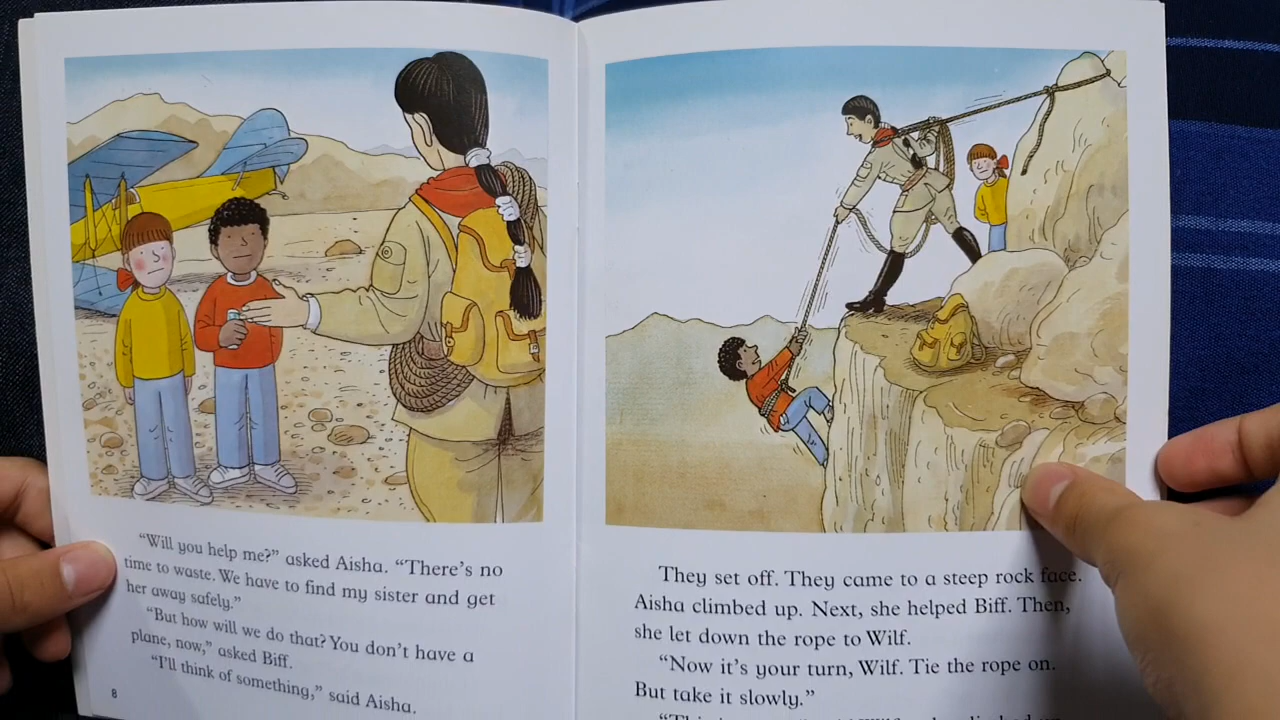 “Will you help me?” asked Aisha. “There’s no
time to waste. We have to find my sister and get
her away safely.”
“But how will we do that? You don’t have a
plane, now,” asked Biff.
“I’ll think of something,” said Aisha.
8
They set off. They came to a steep rock face.
Aisha climbed up. Next, she helped Biff. Then,
she let down the rope to Wilf.
“Now it’s your turn, Wilf. Tie the rope on.
But take it slowly.”